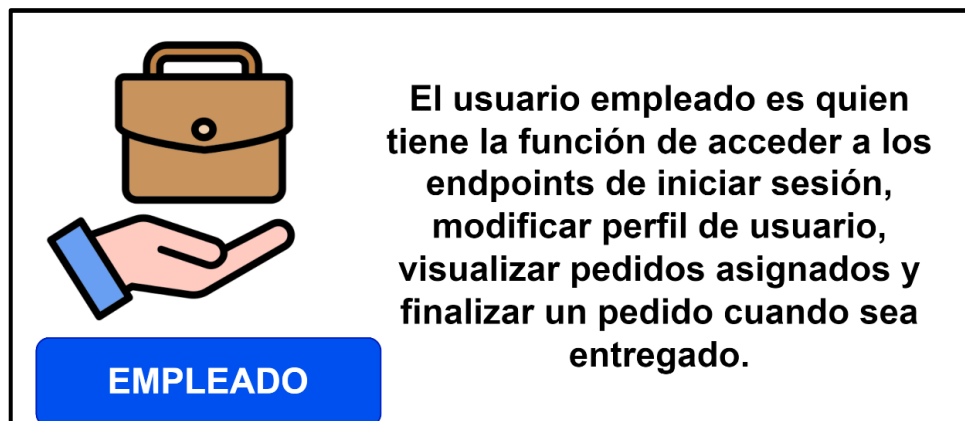 El usuario empleado es quien
tiene la función de acceder a los
endpoints de iniciar sesión,
modificar perfil de usuario,
visualizar pedidos asignados y
finalizar un pedido cuando sea
entregado.
EMPLEADO